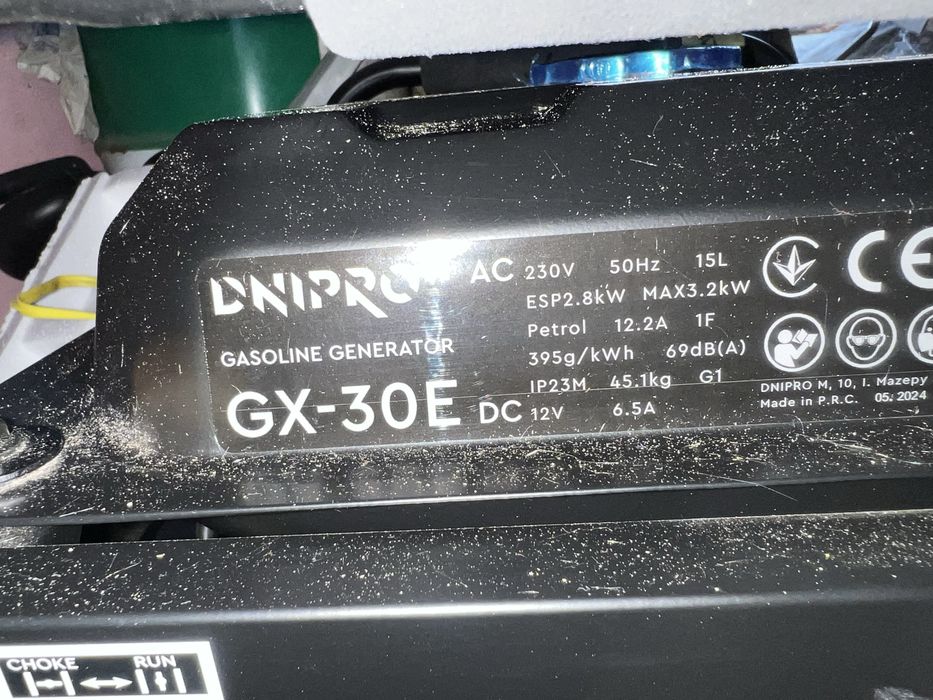 DNIPRO
GASOLINE GENERATOR
GX-30E
AC 230V 50Hz 15L
ESP2.8kW MAX3.2kW
Petrol 12.2A 1F
395g/kWh 69dB(A)
IP23M 45.1kg G1
DC 12V 6.5A
CE
DNIPRO M, 10, I. Mazepy
Made in P.R.C. 05. 2024
CHOKE RUN